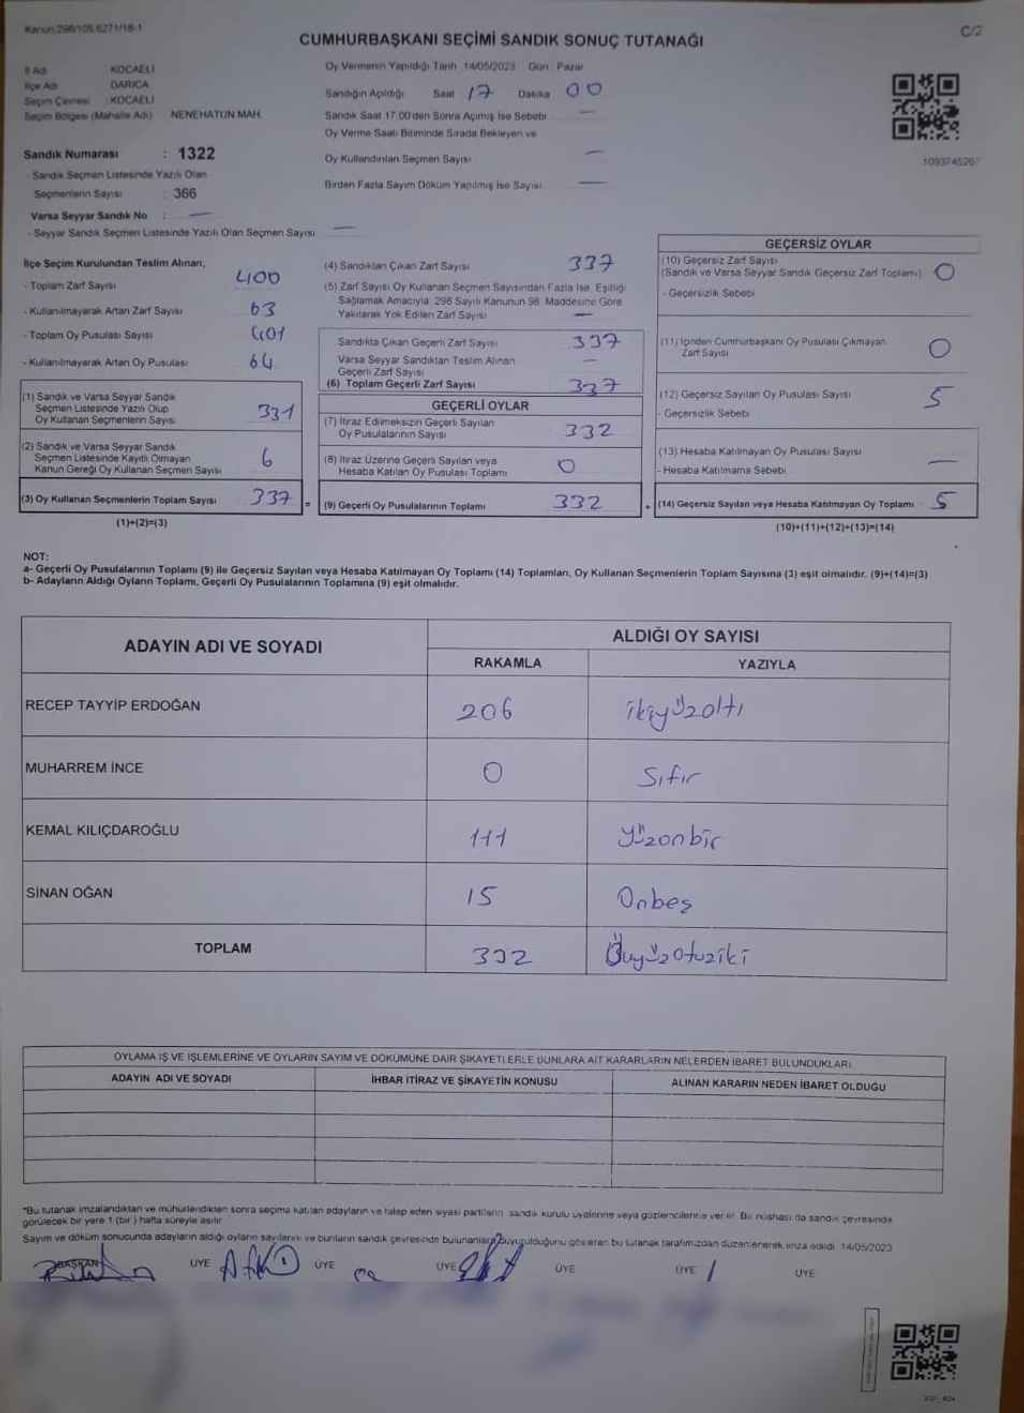 Kanun:298/105,6271/18-1
C/2
CUMHURBAŞKANI SEÇİMİ SANDIK SONUÇ TUTANAĞI
İl Adı : KOCAELİ
İlçe Adı : DARICA
Seçim Çevresi : KOCAELİ
Seçim Bölgesi (Mahalle Adı) : NENEHATUN MAH.
Sandık Numarası : 1322
- Sandık Seçmen Listesinde Yazılı Olan
Seçmenlerin Sayısı : 366
Varsa Seyyar Sandık No : —
- Seyyar Sandık Seçmen Listesinde Yazılı Olan Seçmen Sayısı —
Oy Vermenin Yapıldığı Tarih :14/05/2023 Gün : Pazar
Sandığın Açıldığı Saat 17 Dakika 00
Sandık Saat 17.00'den Sonra Açılmış İse Sebebi —
Oy Verme Saati Bitiminde Sırada Bekleyen ve
Oy Kullandırılan Seçmen Sayısı —
Birden Fazla Sayım Döküm Yapılmış İse Sayısı —
İlçe Seçim Kurulundan Teslim Alınan;
- Toplam Zarf Sayısı 400
- Kullanılmayarak Artan Zarf Sayısı 63
- Toplam Oy Pusulası Sayısı 401
- Kullanılmayarak Artan Oy Pusulası 64
(1) Sandık ve Varsa Seyyar Sandık
Seçmen Listesinde Yazılı Olup
Oy Kullanan Seçmenlerin Sayısı 331
(2) Sandık ve Varsa Seyyar Sandık
Seçmen Listesinde Kayıtlı Olmayan
Kanun Gereği Oy Kullanan Seçmen Sayısı 6
(3) Oy Kullanan Seçmenlerin Toplam Sayısı 337 =
(1)+(2)=(3)
(4) Sandıktan Çıkan Zarf Sayısı 337
(5) Zarf Sayısı Oy Kullanan Seçmen Sayısından Fazla İse, Eşitliği
Sağlamak Amacıyla 298 Sayılı Kanunun 98. Maddesine Göre
Yakılarak Yok Edilen Zarf Sayısı —
Sandıkta Çıkan Geçerli Zarf Sayısı 337
Varsa Seyyar Sandıktan Teslim Alınan
Geçerli Zarf Sayısı —
(6) Toplam Geçerli Zarf Sayısı 337
GEÇERLİ OYLAR
(7) İtiraz Edilmeksizin Geçerli Sayılan
Oy Pusulalarının Sayısı 332
(8) İtiraz Üzerine Geçerli Sayılan veya
Hesaba Katılan Oy Pusulası Toplamı 0
(9) Geçerli Oy Pusulalarının Toplamı 332 +
GEÇERSİZ OYLAR
(10) Geçersiz Zarf Sayısı
(Sandık ve Varsa Seyyar Sandık Geçersiz Zarf Toplamı) 0
- Geçersizlik Sebebi
(11) İçinden Cumhurbaşkanı Oy Pusulası Çıkmayan
Zarf Sayısı 0
(12) Geçersiz Sayılan Oy Pusulası Sayısı 5
- Geçersizlik Sebebi
(13) Hesaba Katılmayan Oy Pusulası Sayısı —
- Hesaba Katılmama Sebebi
(14) Geçersiz Sayılan veya Hesaba Katılmayan Oy Toplamı 5
(10)+(11)+(12)+(13)=(14)
NOT:
a- Geçerli Oy Pusulalarının Toplamı (9) ile Geçersiz Sayılan veya Hesaba Katılmayan Oy Toplamı (14) Toplamları, Oy Kullanan Seçmenlerin Toplam Sayısına (3) eşit olmalıdır. (9)+(14)=(3)
b- Adayların Aldığı Oyların Toplamı, Geçerli Oy Pusulalarının Toplamına (9) eşit olmalıdır.
ADAYIN ADI VE SOYADI ALDIĞI OY SAYISI
RAKAMLA YAZIYLA
RECEP TAYYİP ERDOĞAN 206 ikiyüzaltı
MUHARREM İNCE 0 Sıfır
KEMAL KILIÇDAROĞLU 111 Yüzonbir
SİNAN OĞAN 15 Onbeş
TOPLAM 332 Üçyüzotuziki
OYLAMA İŞ VE İŞLEMLERİNE VE OYLARIN SAYIM VE DÖKÜMÜNE DAİR ŞİKAYETLERLE BUNLARA AİT KARARLARIN NELERDEN İBARET BULUNDUKLARI
ADAYIN ADI VE SOYADI İHBAR İTİRAZ VE ŞİKAYETİN KONUSU ALINAN KARARIN NEDEN İBARET OLDUĞU
*Bu tutanak imzalandıktan ve mühürlendikten sonra seçime katılan adayların ve talep eden siyasi partilerin sandık kurulu üyelerine veya gözlemcilerine verilir. Bir nüshası da sandık çevresinde
görülecek bir yere 1 (bir) hafta süreyle asılır.
Sayım ve döküm sonucunda adayların aldığı oyların sayılarını ve bunların sandık çevresinde bulunanlara duyurulduğunu gösteren bu tutanak tarafımızdan düzenlenerek imza edildi. 14/05/2023
BAŞKAN ÜYE ÜYE ÜYE ÜYE ÜYE ÜYE